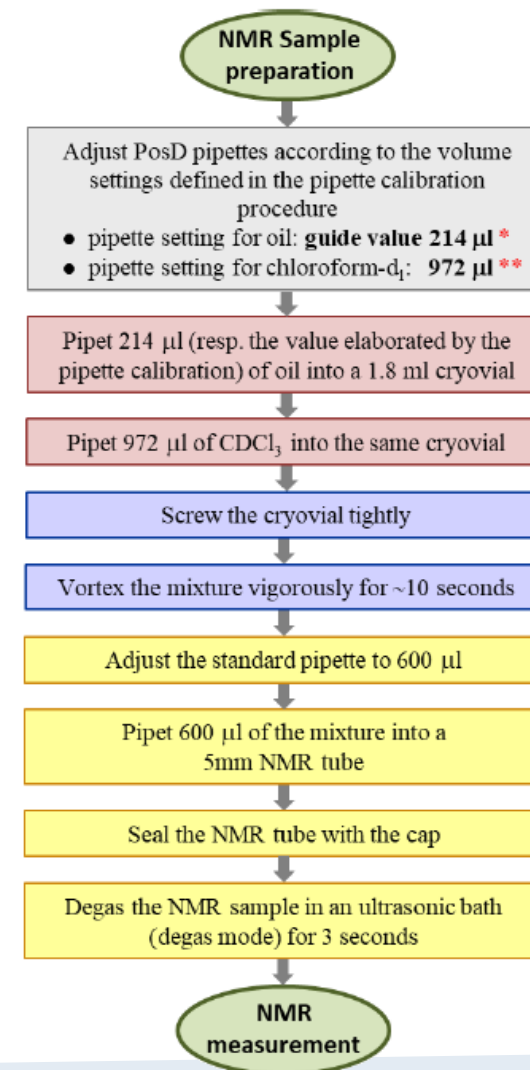 NMR Sample
preparation
Adjust PosD pipettes according to the volume
settings defined in the pipette calibration
procedure
● pipette setting for oil: guide value 214 µl *
● pipette setting for chloroform-d₁: 972 µl **
Pipet 214 µl (resp. the value elaborated by the
pipette calibration) of oil into a 1.8 ml cryovial
Pipet 972 µl of CDCl₃ into the same cryovial
Screw the cryovial tightly
Vortex the mixture vigorously for ~10 seconds
Adjust the standard pipette to 600 µl
Pipet 600 µl of the mixture into a
5mm NMR tube
Seal the NMR tube with the cap
Degas the NMR sample in an ultrasonic bath
(degas mode) for 3 seconds
NMR
measurement